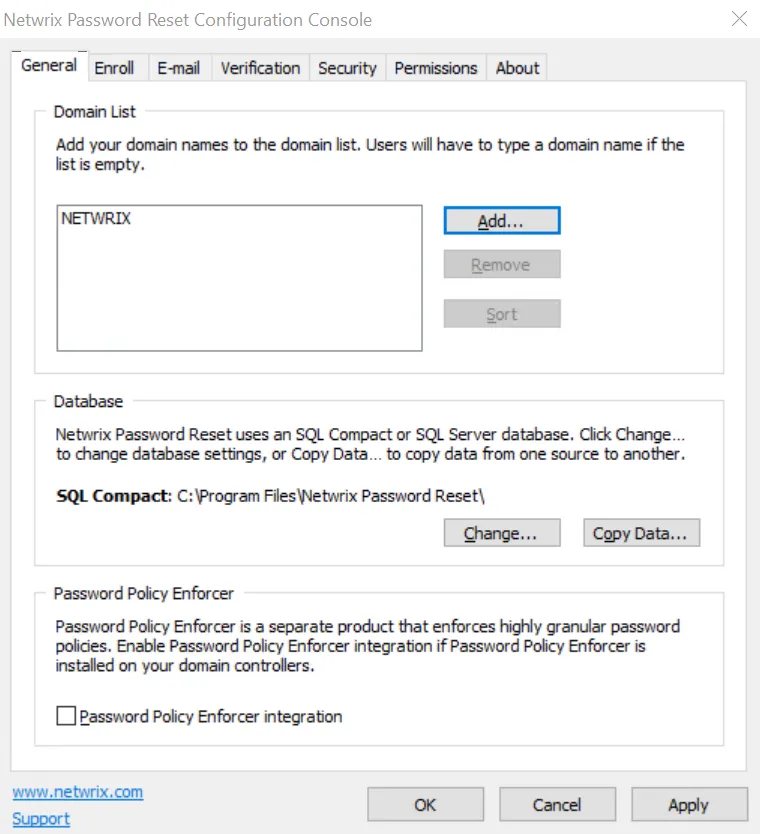 Netwrix Password Reset Configuration Console
General Enroll E-mail Verification Security Permissions About
Domain List
Add your domain names to the domain list. Users will have to type a domain name if the
list is empty.
NETWRIX
Add...
Remove
Sort
Database
Netwrix Password Reset uses an SQL Compact or SQL Server database. Click Change...
to change database settings, or Copy Data... to copy data from one source to another.
SQL Compact: C:\Program Files\Netwrix Password Reset\
Change... Copy Data...
Password Policy Enforcer
Password Policy Enforcer is a separate product that enforces highly granular password
policies. Enable Password Policy Enforcer integration if Password Policy Enforcer is
installed on your domain controllers.
Password Policy Enforcer integration
www.netwrix.com
Support
OK Cancel Apply